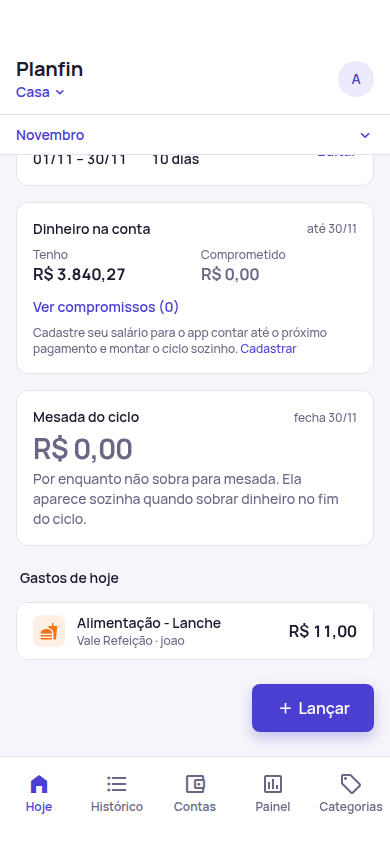 Planfin
Casa
A
Novembro
01/11 – 30/11 10 dias
Dinheiro na conta até 30/11
Tenho Comprometido
R$ 3.840,27 R$ 0,00
Ver compromissos (0)
Cadastre seu salário para o app contar até o próximo
pagamento e montar o ciclo sozinho. Cadastrar
Mesada do ciclo fecha 30/11
R$ 0,00
Por enquanto não sobra para mesada. Ela
aparece sozinha quando sobrar dinheiro no fim
do ciclo.
Gastos de hoje
Alimentação - Lanche
Vale Refeição · joao
R$ 11,00
+ Lançar
Hoje Histórico Contas Painel Categorias